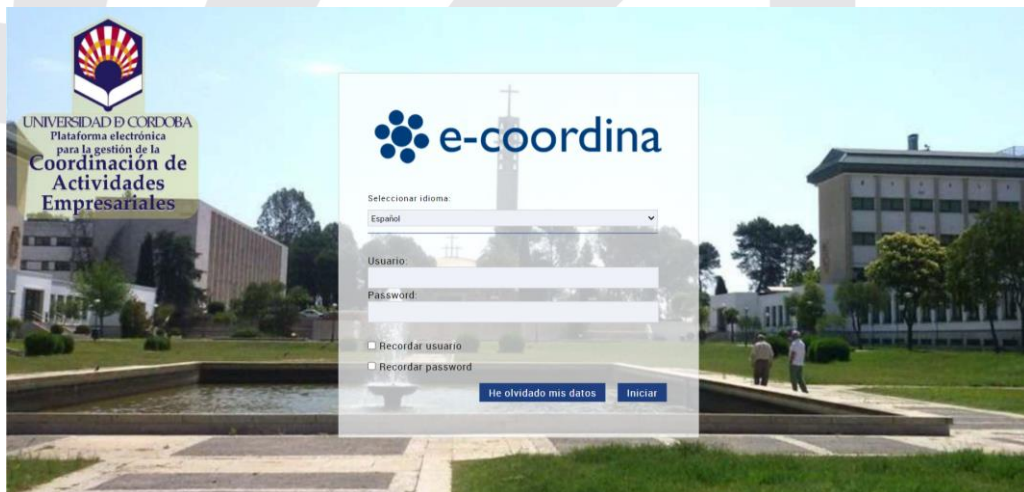 UNIVERSIDAD D CORDOBA
Plataforma electrónica
para la gestión de la
Coordinación de
Actividades
Empresariales
e-coordina
Seleccionar idioma:
Español
Usuario:
Password:
Recordar usuario
Recordar password
He olvidado mis datos
Iniciar